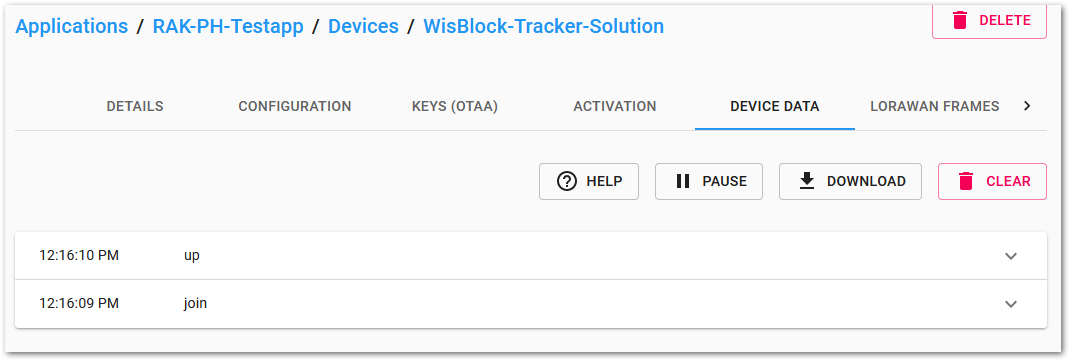 Applications / RAK-PH-Testapp / Devices / WisBlock-Tracker-Solution
DELETE
DETAILS CONFIGURATION KEYS (OTAA) ACTIVATION DEVICE DATA LORAWAN FRAMES
HELP PAUSE DOWNLOAD CLEAR
12:16:10 PM up
12:16:09 PM join